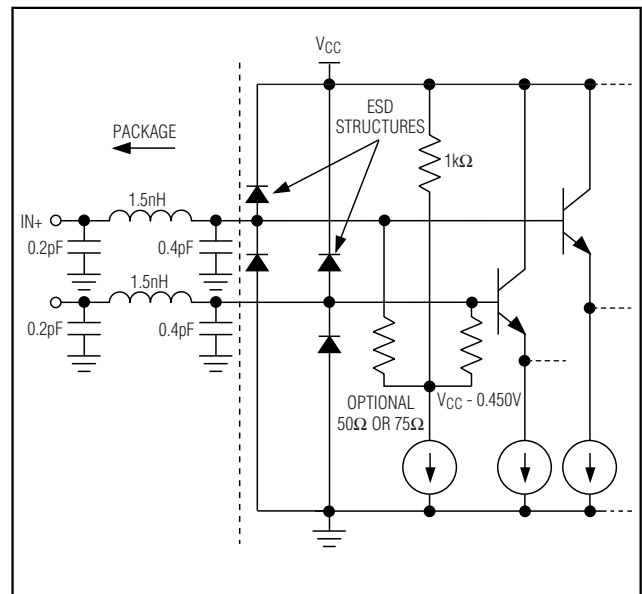 VCC
ESD
STRUCTURES
PACKAGE
1kΩ
1.5nH
IN+
0.2pF
0.4pF
1.5nH
0.2pF
0.4pF
OPTIONAL
50Ω OR 75Ω
VCC - 0.450V